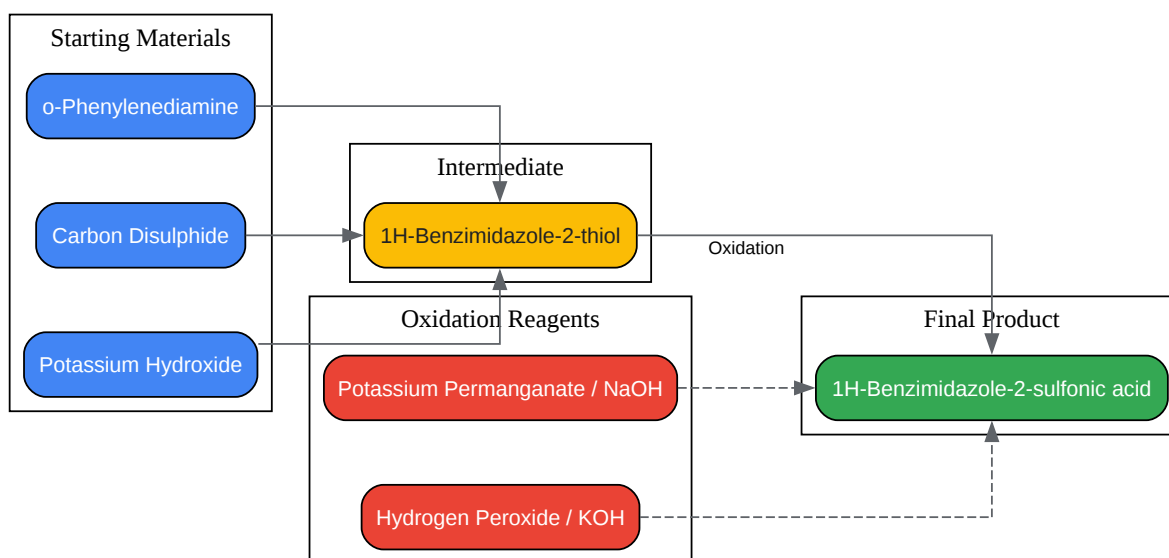 Starting Materials
o-Phenylenediamine
Carbon Disulphide
Potassium Hydroxide
Intermediate
1H-Benzimidazole-2-thiol
Oxidation
Oxidation Reagents
Potassium Permanganate / NaOH
Hydrogen Peroxide / KOH
Final Product
1H-Benzimidazole-2-sulfonic acid